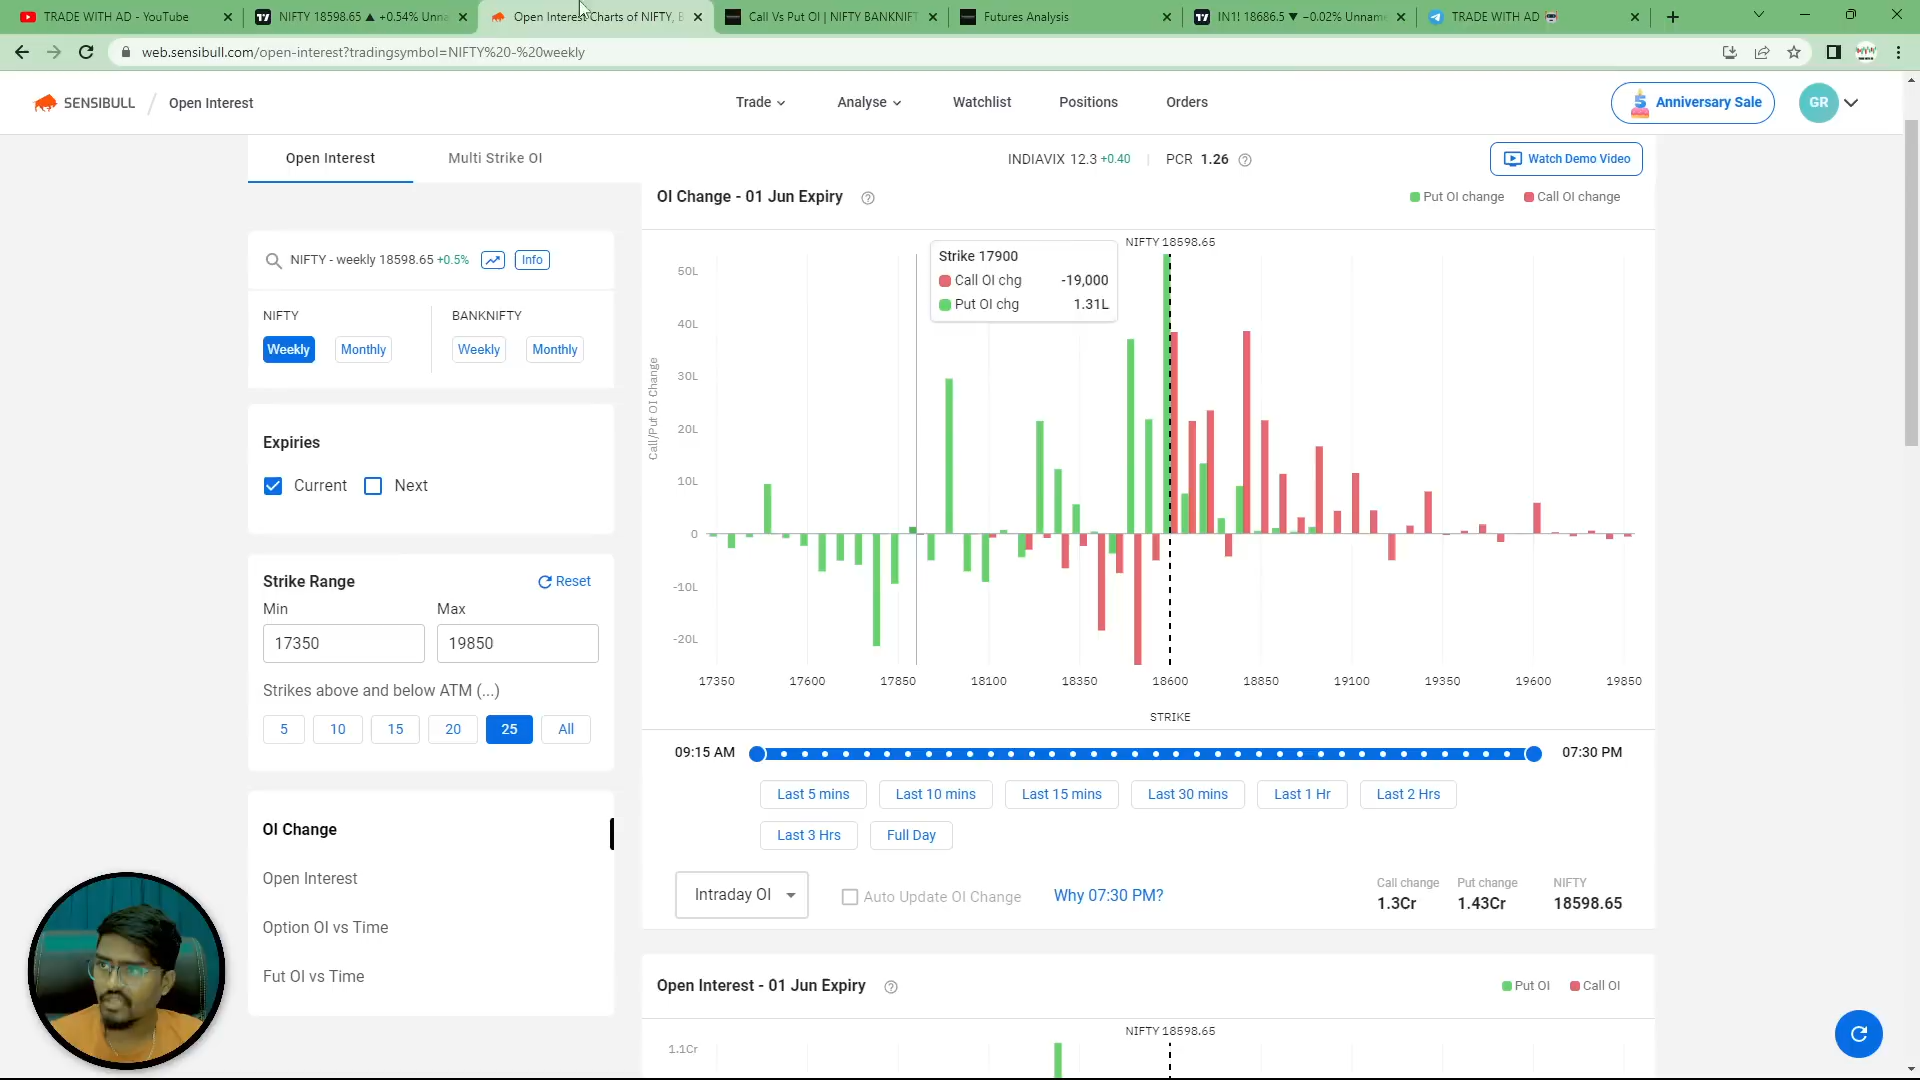 TRADE WITH AD - YouTube
NIFTY 18598.65 ▲ +0.54% Unna
Open Interest Charts of NIFTY, B
Call Vs Put OI | NIFTY BANKNIFT
Futures Analysis
IN1! 18686.5 ▼ −0.02% Unnam
TRADE WITH AD
web.sensibull.com/open-interest?tradingsymbol=NIFTY%20-%20weekly
SENSIBULL / Open Interest
Trade
Analyse
Watchlist
Positions
Orders
5 Anniversary Sale
GR
Open Interest
Multi Strike OI
INDIAVIX 12.3 +0.40
PCR 1.26
Watch Demo Video
OI Change - 01 Jun Expiry
Put OI change
Call OI change
NIFTY - weekly 18598.65 +0.5%
Info
NIFTY
BANKNIFTY
Weekly
Monthly
Weekly
Monthly
Expiries
Current
Next
Strike Range
Reset
Min
Max
17350
19850
Strikes above and below ATM (...)
5
10
15
20
25
All
OI Change
Open Interest
Option OI vs Time
Fut OI vs Time
NIFTY 18598.65
Strike 17900
Call OI chg -19,000
Put OI chg 1.31L
Call/Put OI Change
50L
40L
30L
20L
10L
0
-10L
-20L
17350
17600
17850
18100
18350
18600
18850
19100
19350
19600
19850
STRIKE
09:15 AM
07:30 PM
Last 5 mins
Last 10 mins
Last 15 mins
Last 30 mins
Last 1 Hr
Last 2 Hrs
Last 3 Hrs
Full Day
Intraday OI
Auto Update OI Change
Why 07:30 PM?
Call change
Put change
NIFTY
1.3Cr
1.43Cr
18598.65
Open Interest - 01 Jun Expiry
Put OI
Call OI
NIFTY 18598.65
1.1Cr